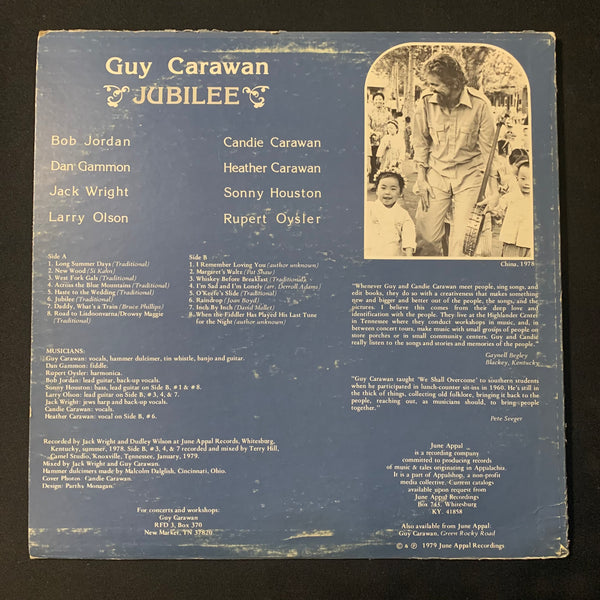 Guy Carawan
JUBILEE
Bob Jordan
Dan Gammon
Jack Wright
Larry Olson
Candie Carawan
Heather Carawan
Sonny Houston
Rupert Oysler
China, 1978
Side A
1. Long Summer Days (Traditional)
2. New Wood (Si Kahn)
3. West Fork Gals (Traditional)
4. Across the Blue Mountains (Traditional)
5. Haste to the Wedding (Traditional)
6. Jubilee (Traditional)
7. Daddy, What's a Train (Bruce Phillips)
8. Road to Lisdoonvarna/Drowsy Maggie
(Traditional)
Side B
1. I Remember Loving You (author unknown)
2. Margaret's Waltz (Pat Shaw)
3. Whiskey Before Breakfast (Traditional)
4. I'm Sad and I'm Lonely (arr. Derroll Adams)
5. O'Keefe's Slide (Traditional)
6. Raindrop (Joan Boyd)
7. Inch By Inch (David Mallet)
8. When the Fiddler Has Played His Last Tune
for the Night (author unknown)
MUSICIANS:
Guy Carawan: vocals, hammer dulcimer, tin whistle, banjo and guitar.
Dan Gammon: fiddle.
Rupert Oysler: harmonica.
Bob Jordan: lead guitar, back-up vocals.
Sonny Houston: bass, lead guitar on Side B, #1 & #8.
Larry Olson: lead guitar on Side B, # 3, 4, & 7.
Jack Wright: jews harp and back-up vocals.
Candie Carawan: vocals.
Heather Carawan: vocal on Side B, #6.
Recorded by Jack Wright and Dudley Wilson at June Appal Records, Whitesburg,
Kentucky, summer, 1978. Side B, # 3, 4, & 7 recorded and mixed by Terry Hill,
Camel Studio, Knoxville, Tennessee, January, 1979.
Mixed by Jack Wright and Guy Carawan.
Hammer dulcimers made by Malcolm Dalglish, Cincinnati, Ohio.
Cover Photos: Candie Carawan.
Design: Parthy Monagan.
For concerts and workshops:
Guy Carawan
RFD 3, Box 370
New Market, TN 37820
"Whenever Guy and Candie Carawan meet people, sing songs, and
edit books, they do so with a creativeness that makes something
new and bigger and better out of the people, the songs, and the
pictures. I believe this comes from their deep love and
identification with the people. They live at the Highlander Center
in Tennessee where they conduct workshops in music, and, in
between concert tours, make music with small groups of people on
store porches or in small community centers. Guy and Candie
really listen to the songs and stories and memories of the people."
Gaynell Begley
Blackey, Kentucky
"Guy Carawan taught 'We Shall Overcome' to southern students
when he participated in lunch-counter sit-ins in 1960. He's still in
the thick of things, collecting old folklore, bringing it back to the
people, reaching out, as musicians should, to bring people
together."
Pete Seeger
June Appal
is a recording company
committed to producing records
of music & tales originating in Appalachia.
It is a part of Appalshop, a non-profit
media collective. Current catalogs
available upon request from
June Appal Recordings
Box 743, Whitesburg
KY. 41858
Also available from June Appal:
Guy Carawan, Green Rocky Road
© & ℗ 1979 June Appal Recordings